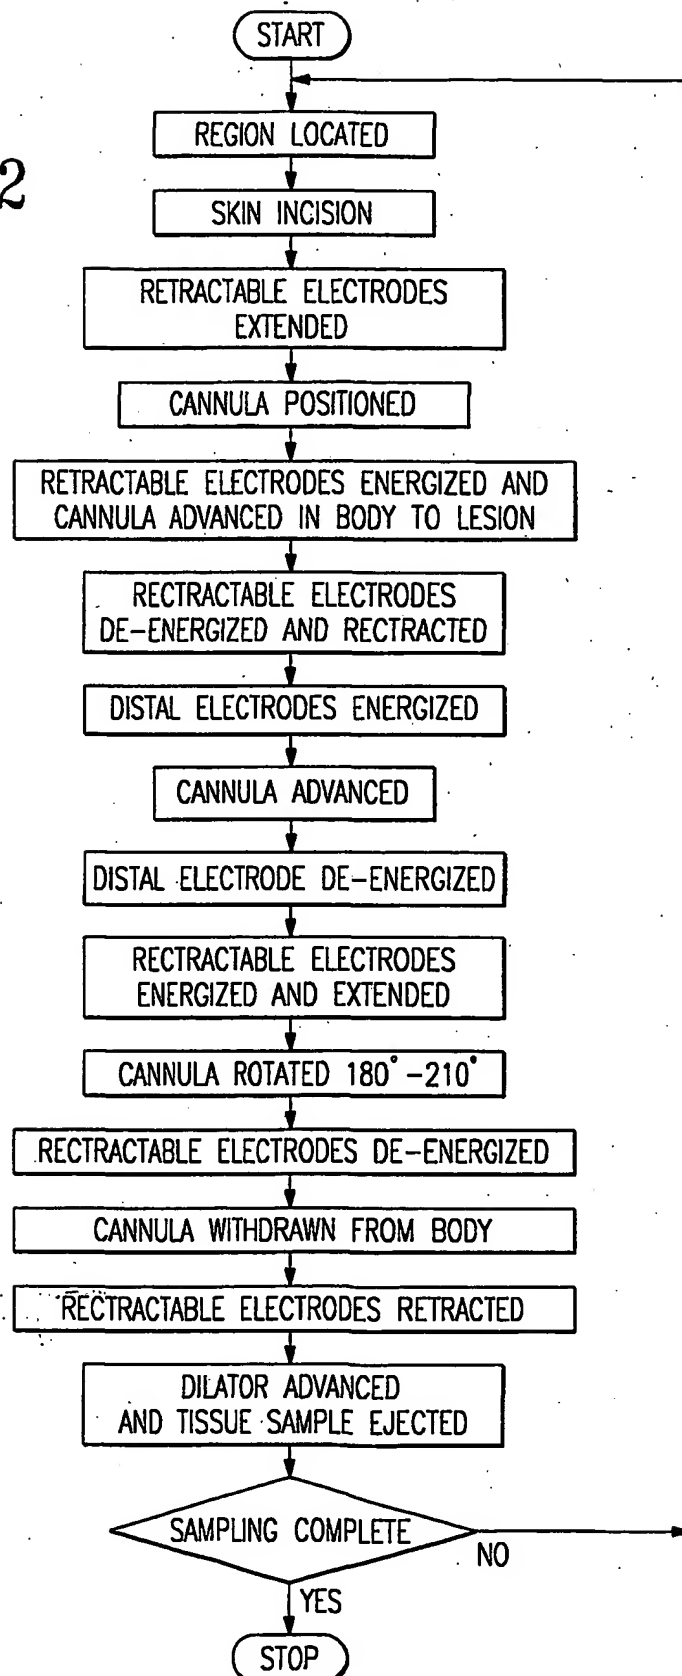 START
REGION LOCATED
2
SKIN INCISION
RETRACTABLE ELECTRODES
EXTENDED
CANNULA POSITIONED
RETRACTABLE ELECTRODES ENERGIZED AND
CANNULA ADVANCED IN BODY TO LESION
RECTRACTABLE ELECTRODES
DE-ENERGIZED AND RECTRACTED
DISTAL ELECTRODES ENERGIZED
CANNULA ADVANCED
DISTAL ELECTRODE DE-ENERGIZED
RECTRACTABLE ELECTRODES
ENERGIZED AND EXTENDED
CANNULA ROTATED 180°-210°
RECTRACTABLE ELECTRODES DE-ENERGIZED
CANNULA WITHDRAWN FROM BODY
RECTRACTABLE ELECTRODES RETRACTED
DILATOR ADVANCED
AND TISSUE SAMPLE EJECTED
SAMPLING COMPLETE
NO
YES
STOP